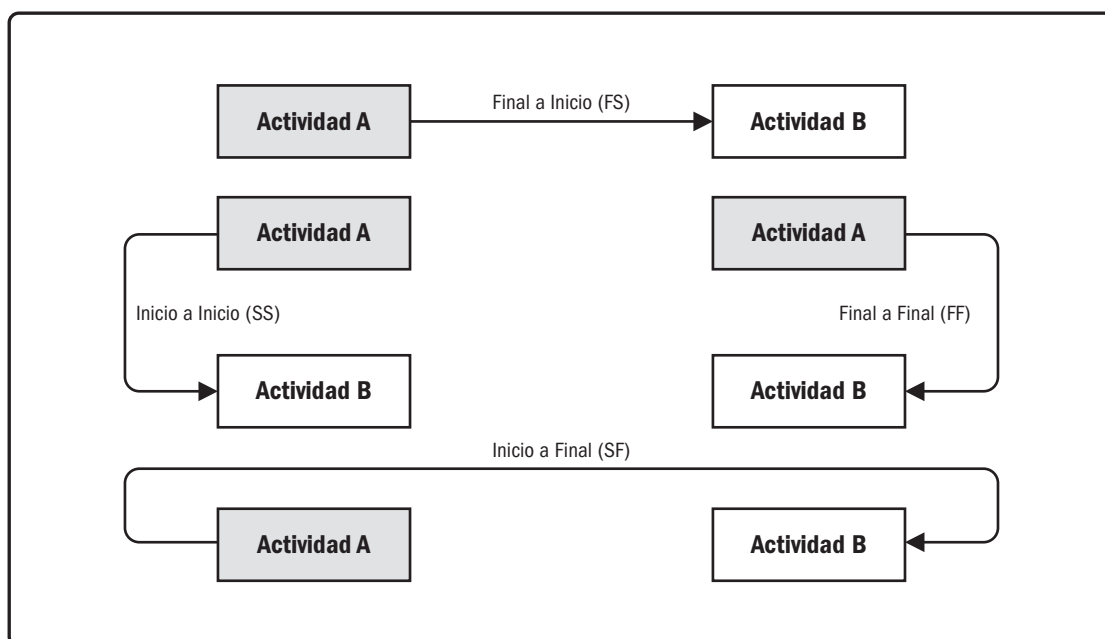 Actividad A
Final a Inicio (FS)
Actividad B
Actividad A
Actividad A
Inicio a Inicio (SS)
Final a Final (FF)
Actividad B
Actividad B
Inicio a Final (SF)
Actividad A
Actividad B